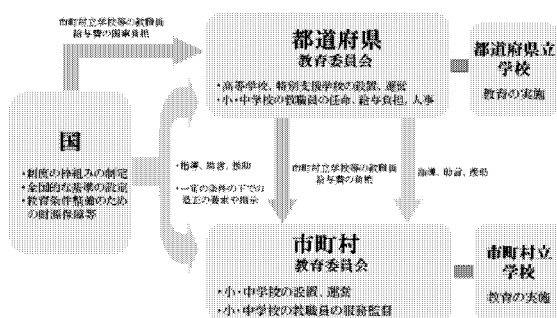 市町村立学校等の教職員
給与費の国家負担
都道府県
教育委員会
・高等学校、特別支援学校の設置、運営
・小・中学校の教職員の任命、給与負担、人事
都道府県立
学校
教育の実施
国
・制度の枠組みの制定
・全国的な基準の設定
・教育条件整備のため
の財源保障等
・指導、助言、援助
・一定の条件の下での
是正の要求や指示
市町村立学校等の教職員
給与費の負担
指導、助言、援助
市町村
教育委員会
・小・中学校の設置、運営
・小・中学校の教職員の服務監督
市町村立
学校
教育の実施